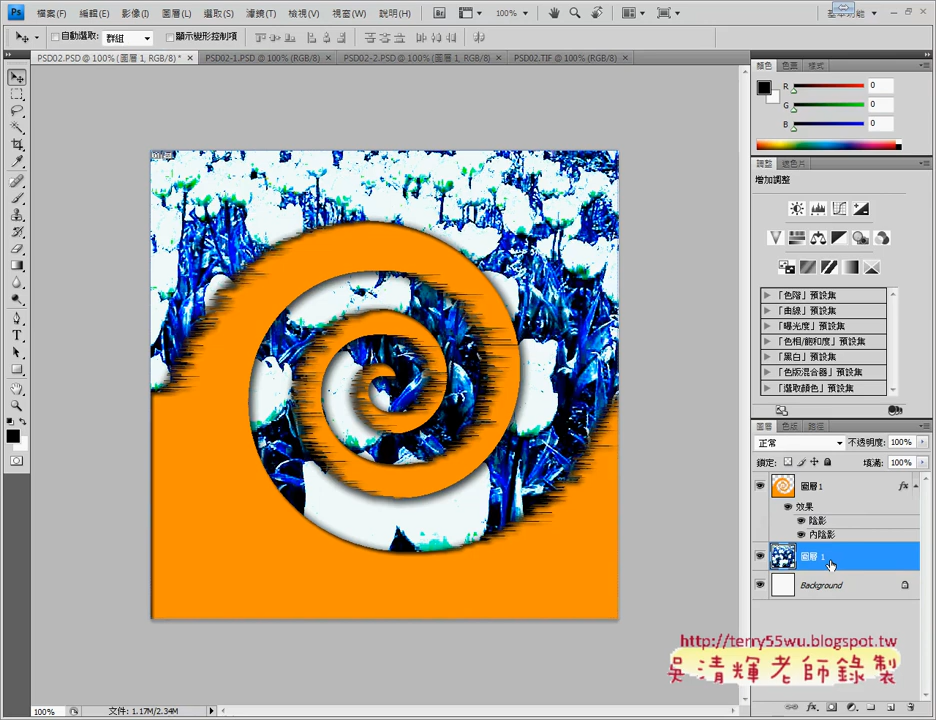 Ps 檔案(F) 編輯(E) 影像(I) 圖層(L) 選取(S) 濾鏡(T) 檢視(V) 視窗(W) 說明(H) Br 100%
自動選取: 群組 顯示變形控制項
PSD02.PSD @ 100% (圖層 1, RGB/8) * × PSD02-1.PSD @ 100% (RGB/8) × PSD02-2.PSD @ 100% (圖層 1, RGB/8) × PSD02.TIF @ 100% (RGB/8) ×
顏色 色票 樣式
R 0
G 0
B 0
調整 遮色片
增加調整
「色階」預設集
「曲線」預設集
「曝光度」預設集
「色相/飽和度」預設集
「黑白」預設集
「色版混合器」預設集
「選取顏色」預設集
圖層 色版 路徑
正常 不透明度: 100%
鎖定: 填滿: 100%
圖層1 fx
效果
陰影
內陰影
圖層 1
Background
http://terry55wu.blogspot.tw
吳清輝老師錄製
100% 文件: 1.17M/2.34M